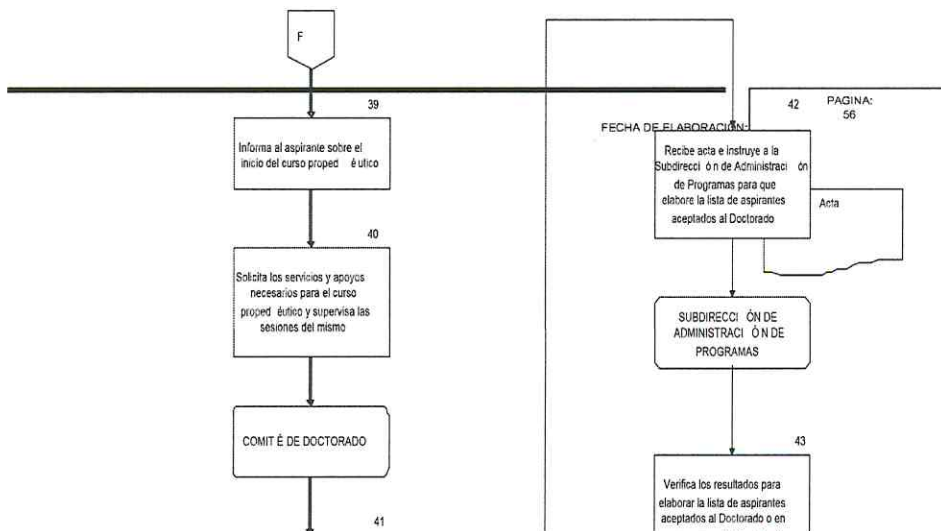 F
39
Informa al aspirante sobre el
inicio del curso proped é utico
40
Solicita los servicios y apoyos
necesarios para el curso
proped éutico y supervisa las
sesiones del mismo
COMIT É DE DOCTORADO
41
42
PAGINA:
56
FECHA DE ELABORACIÓN:
Recibe acta e instruye a la
Subdirecci ó n de Administraci ón
de Programas para que
elabore la lista de aspirantes
aceptados al Doctorado
Acta
SUBDIRECCI ÓN DE
ADMINISTRACI Ó N DE
PROGRAMAS
43
Verifica los resultados para
elaborar la lista de aspirantes
aceptados al Doctorado o en